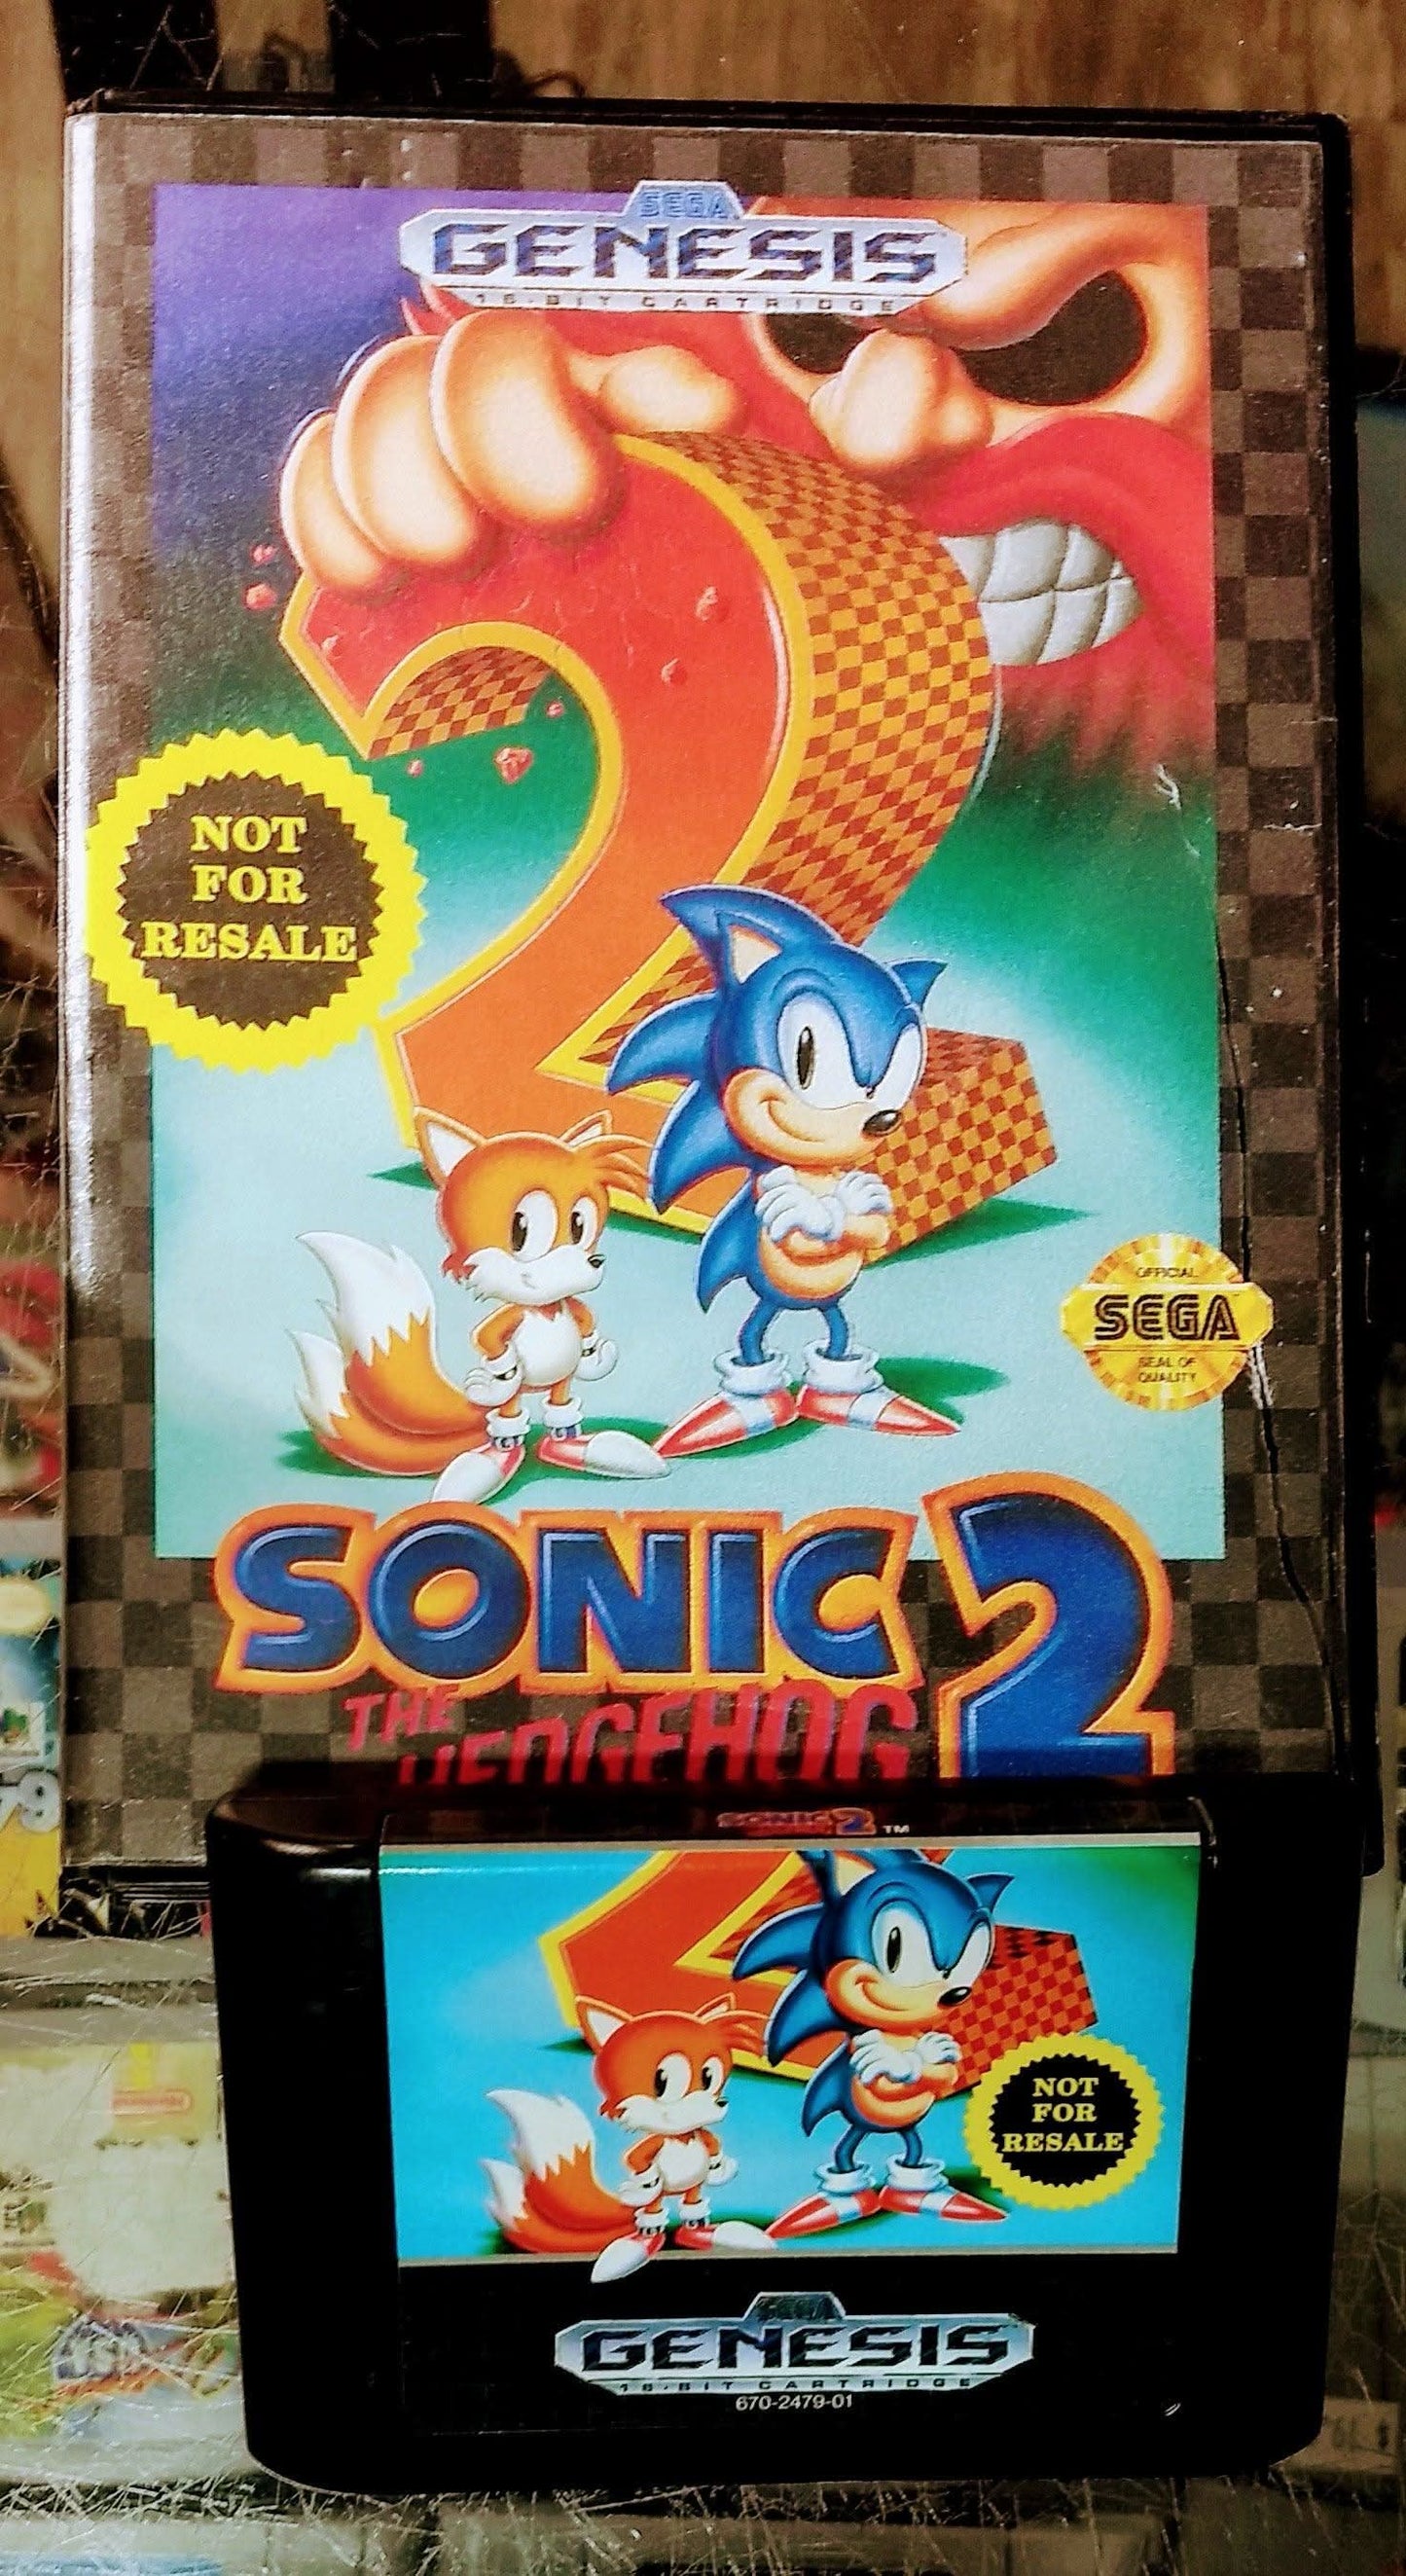 SEGA
GENESIS
16-BIT CARTRIDGE
NOT
FOR
RESALE
OFFICIAL
SEGA
SEAL OF
QUALITY
SONIC 2
THE
HEDGEHOG
SONIC 2 TM
NOT
FOR
RESALE
SEGA
GENESIS
16-BIT CARTRIDGE
670-2479-01